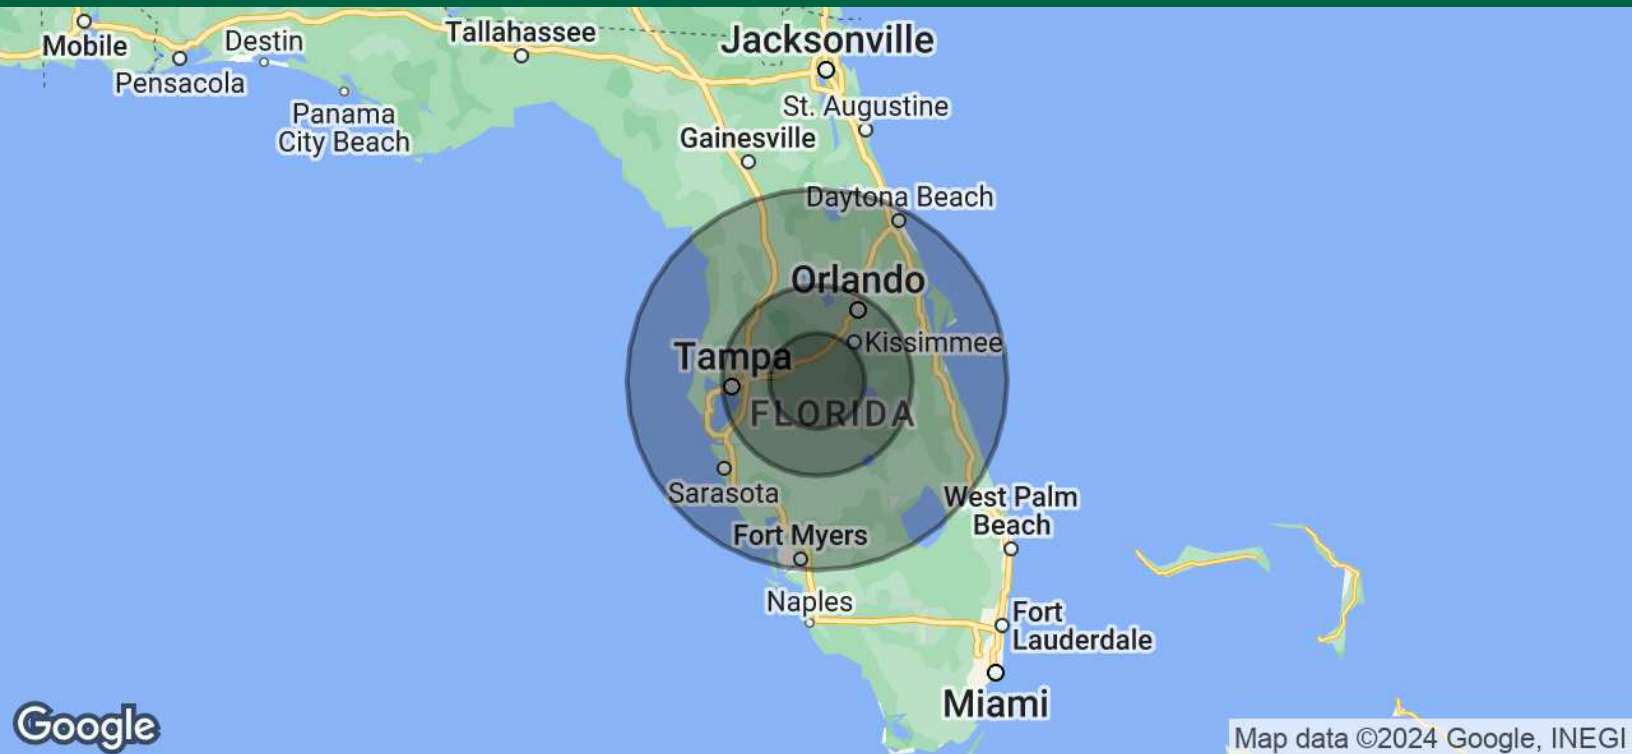 Mobile
Destin
Tallahassee
Jacksonville
Pensacola
Panama
City Beach
St. Augustine
Gainesville
Daytona Beach
Orlando
Kissimmee
Tampa
FLORIDA
Sarasota
West Palm
Beach
Fort Myers
Naples
Fort
Lauderdale
Miami
Google
Map data ©2024 Google, INEGI